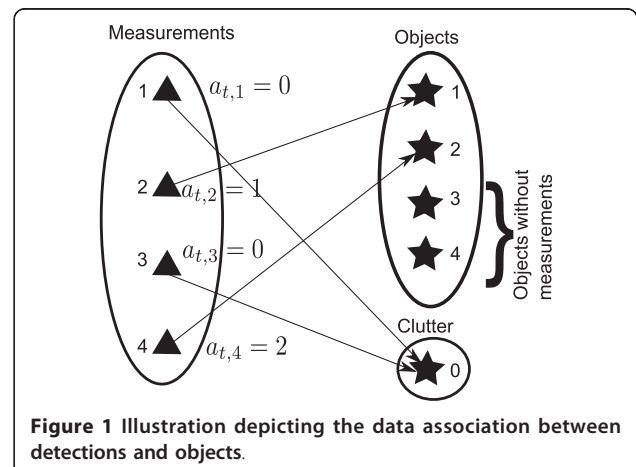 Measurements
Objects
1
a_{t,1} = 0
1
2
2
a_{t,2} = 1
3
3
a_{t,3} = 0
4
Objects without
measurements
Clutter
4
a_{t,4} = 2
0
Figure 1 Illustration depicting the data association between
detections and objects.